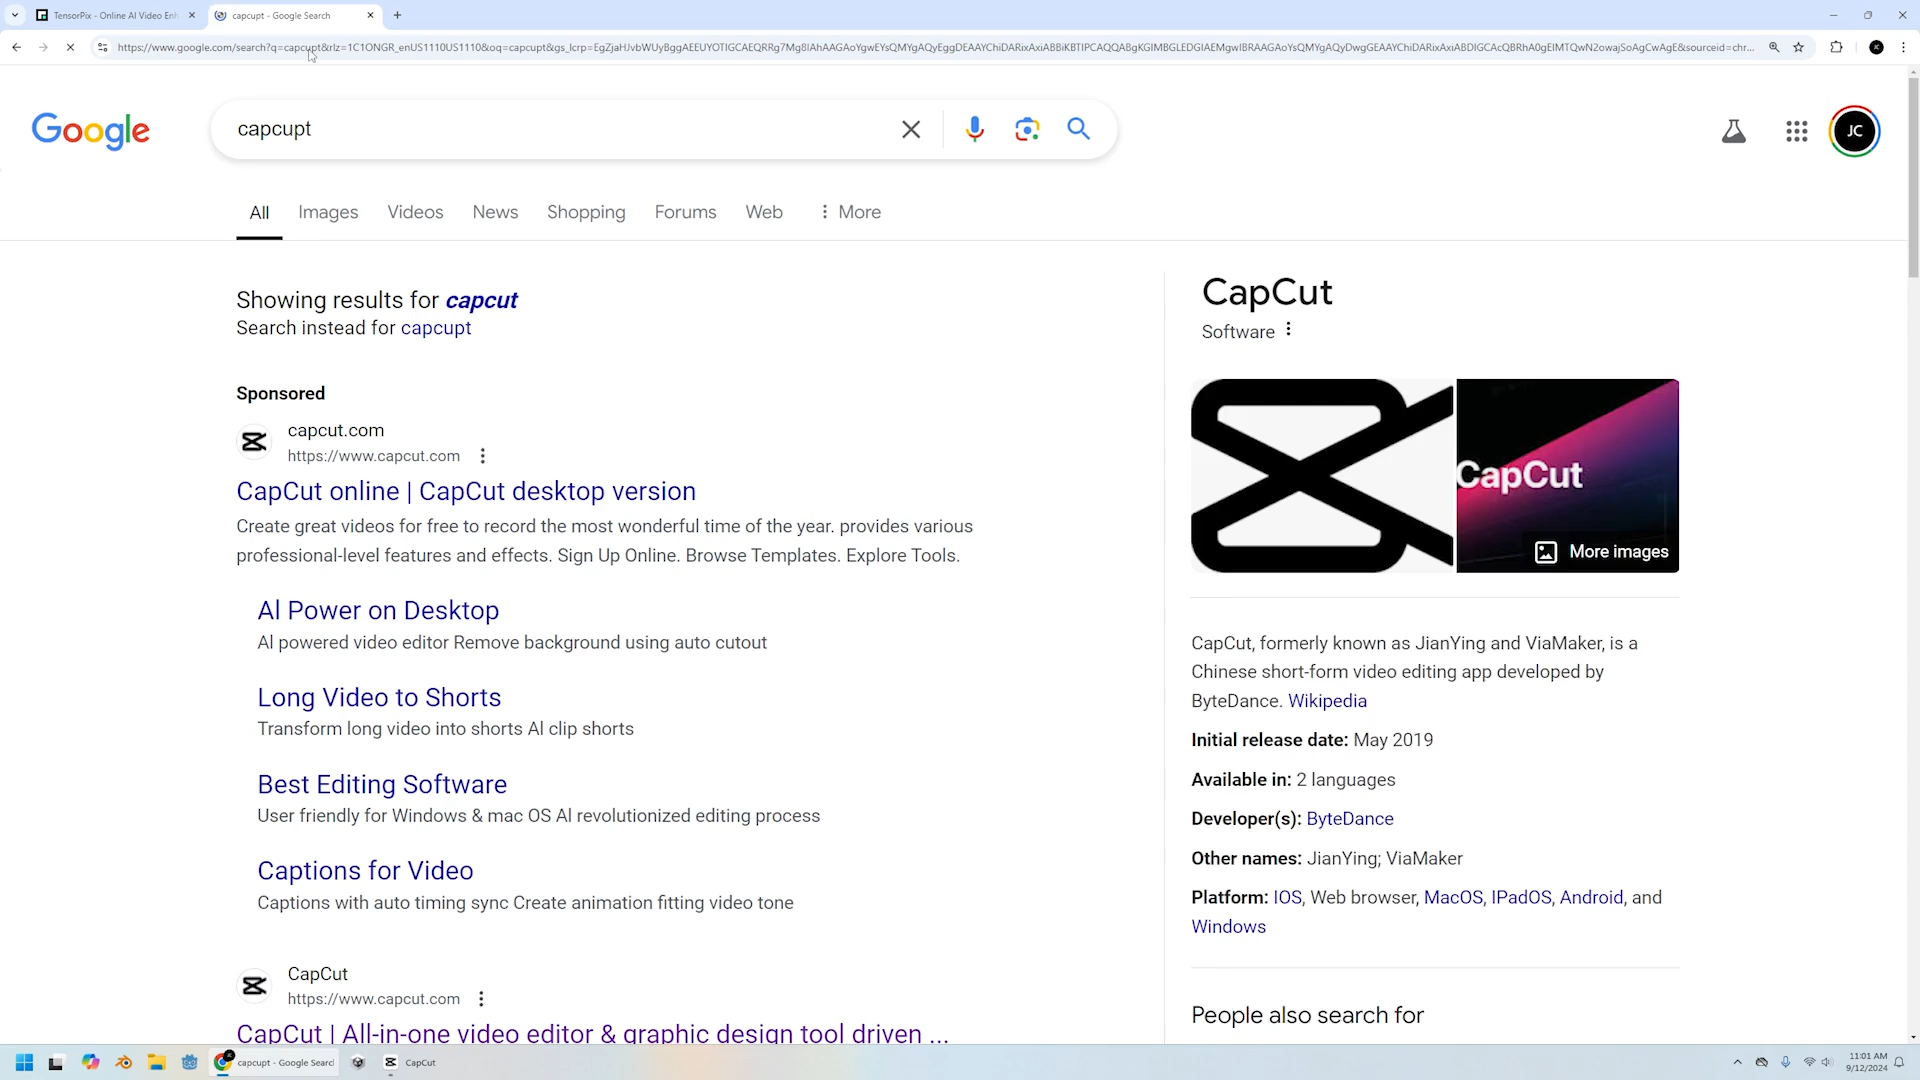 TensorPix - Online AI Video Enh
capcupt - Google Search
https://www.google.com/search?q=capcupt&rlz=1C1ONGR_enUS1110US1110&oq=capcupt&gs_lcrp=
Google
capcupt
JC
All Images Videos News Shopping Forums Web More
Showing results for capcut
Search instead for capcupt
Sponsored
capcut.com
https://www.capcut.com
CapCut online | CapCut desktop version
Create great videos for free to record the most wonderful time of the year. provides various
professional-level features and effects. Sign Up Online. Browse Templates. Explore Tools.
AI Power on Desktop
AI powered video editor Remove background using auto cutout
Long Video to Shorts
Transform long video into shorts AI clip shorts
Best Editing Software
User friendly for Windows & mac OS AI revolutionized editing process
Captions for Video
Captions with auto timing sync Create animation fitting video tone
CapCut
https://www.capcut.com
CapCut | All-in-one video editor & graphic design tool driven ...
CapCut
Software
CapCut
More images
CapCut, formerly known as JianYing and ViaMaker, is a
Chinese short-form video editing app developed by
ByteDance. Wikipedia
Initial release date: May 2019
Available in: 2 languages
Developer(s): ByteDance
Other names: JianYing; ViaMaker
Platform: IOS, Web browser, MacOS, IPadOS, Android, and
Windows
People also search for
capcupt - Google Search
CapCut
11:01 AM
9/12/2024